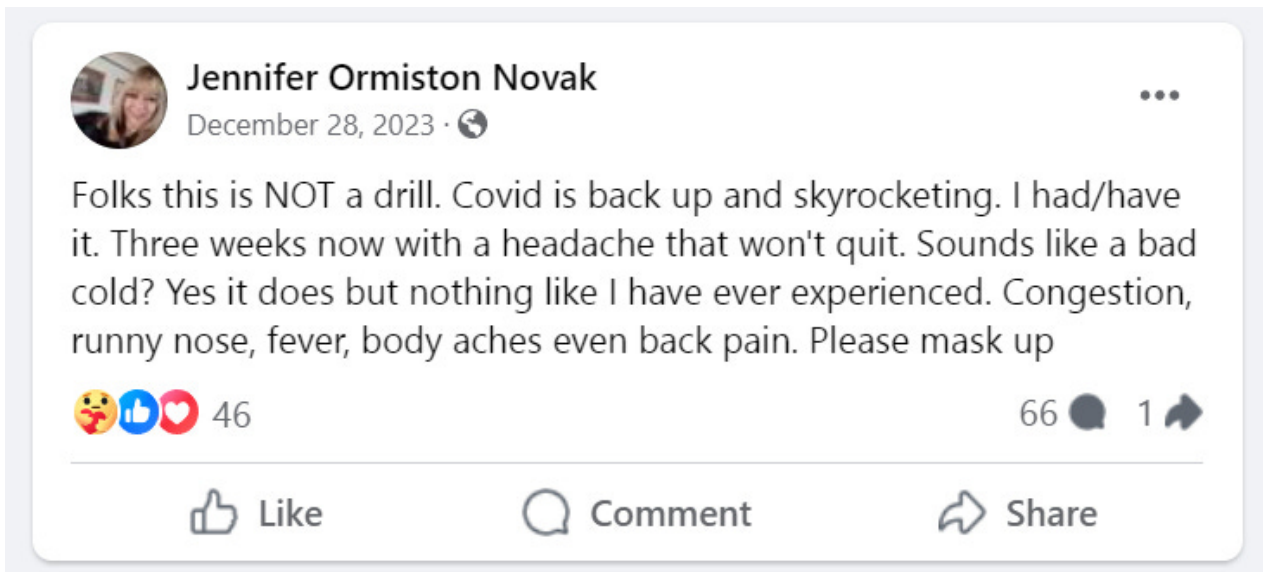 Jennifer Ormiston Novak
December 28, 2023 ·
Folks this is NOT a drill. Covid is back up and skyrocketing. I had/have
it. Three weeks now with a headache that won't quit. Sounds like a bad
cold? Yes it does but nothing like I have ever experienced. Congestion,
runny nose, fever, body aches even back pain. Please mask up
46 66 1
Like Comment Share